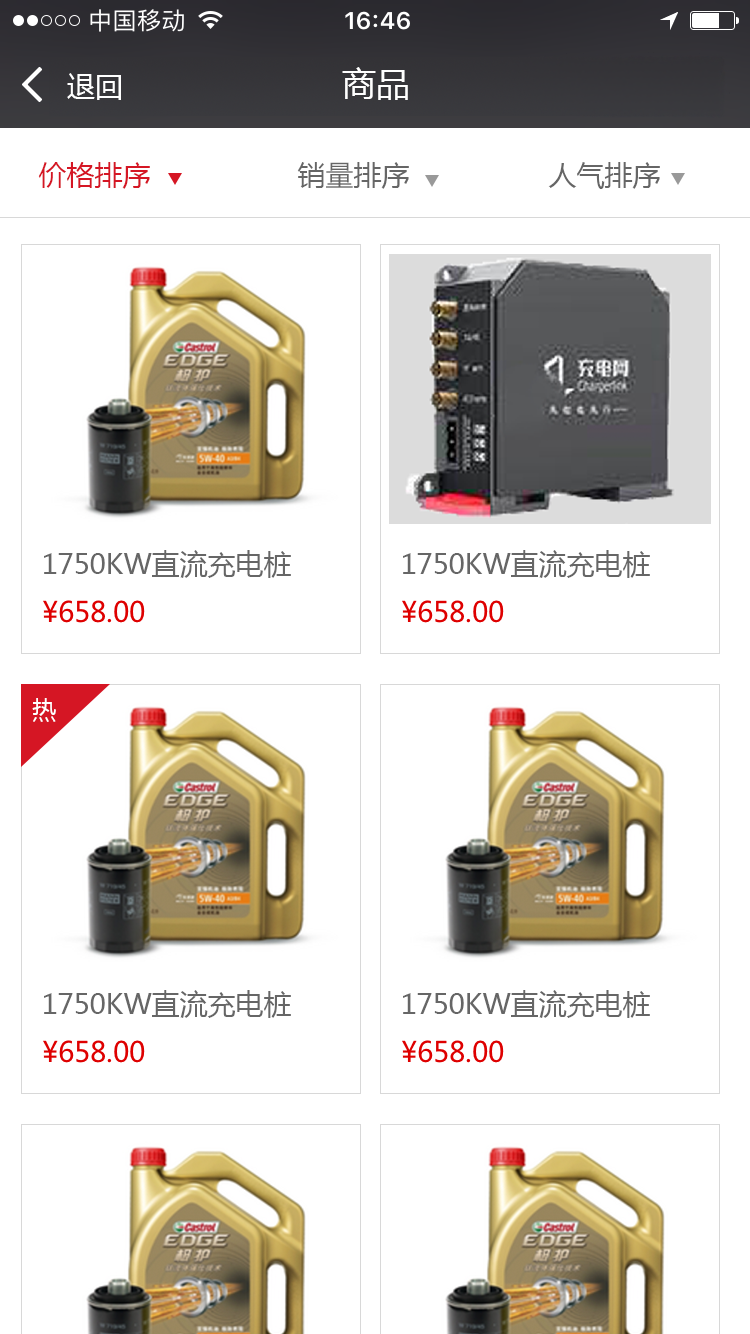 中国移动 16:46
退回 商品
价格排序 销量排序 人气排序
Castrol
EDGE
超护
5W-40
充电网
Chargerlink
1750KW直流充电桩 1750KW直流充电桩
¥658.00 ¥658.00
热
Castrol Castrol
EDGE EDGE
超护 超护
5W-40 5W-40
1750KW直流充电桩 1750KW直流充电桩
¥658.00 ¥658.00
Castrol Castrol
EDGE EDGE
超护 超护